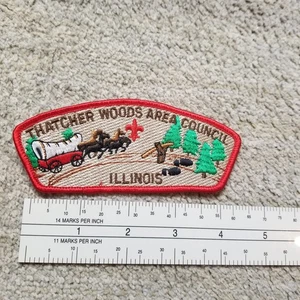 THATCHER WOODS AREA COUNCIL
ILLINOIS
14 MARKS PER INCH
1 2 3 4 5
11 MARKS PER INCH